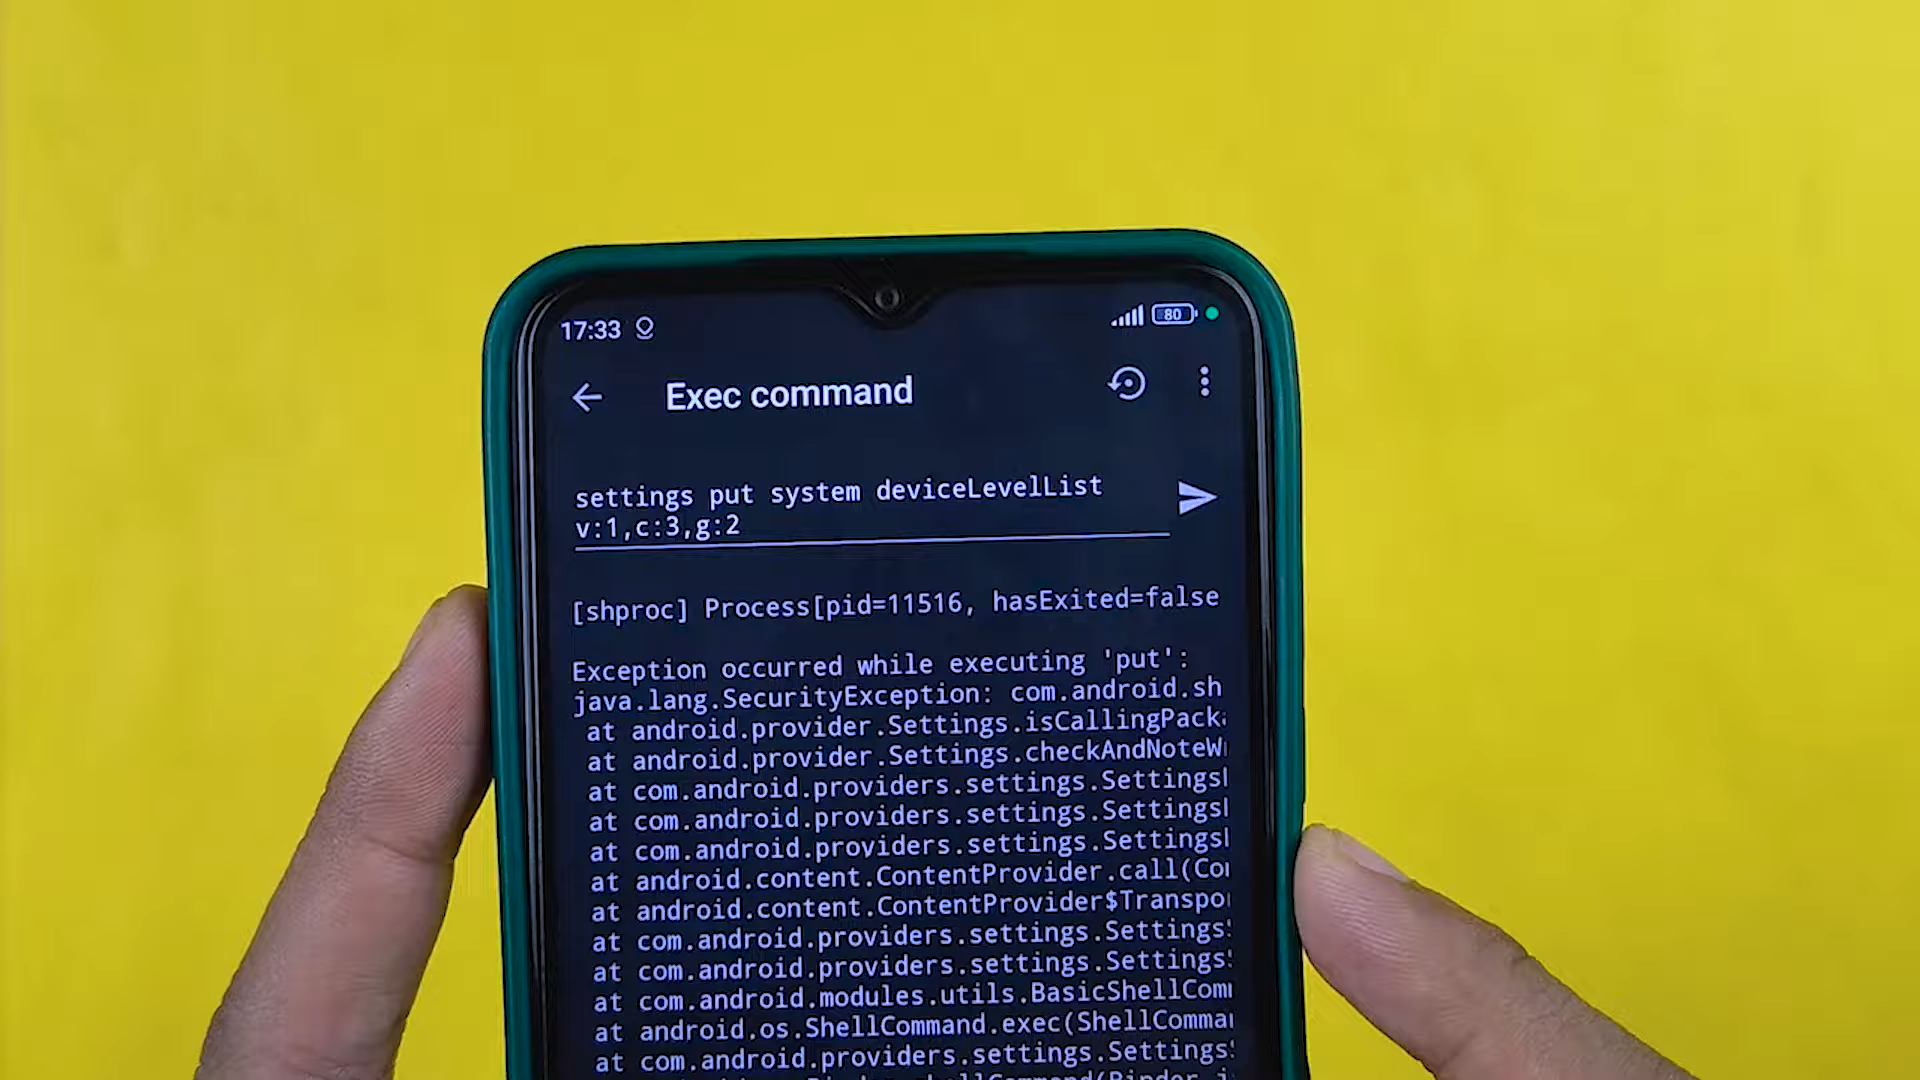 17:33
80
Exec command
settings put system deviceLevelList
v:1,c:3,g:2
[shproc] Process[pid=11516, hasExited=false
Exception occurred while executing 'put':
java.lang.SecurityException: com.android.sh
at android.provider.Settings.isCallingPacka
at android.provider.Settings.checkAndNoteWr
at com.android.providers.settings.Settings
at com.android.providers.settings.Settings
at com.android.providers.settings.Settings
at android.content.ContentProvider.call(Co
at android.content.ContentProvider$Transpo
at com.android.providers.settings.Settings
at com.android.providers.settings.Settings
at com.android.modules.utils.BasicShellCom
at android.os.ShellCommand.exec(ShellComma
at com.android.providers.settings.Settings